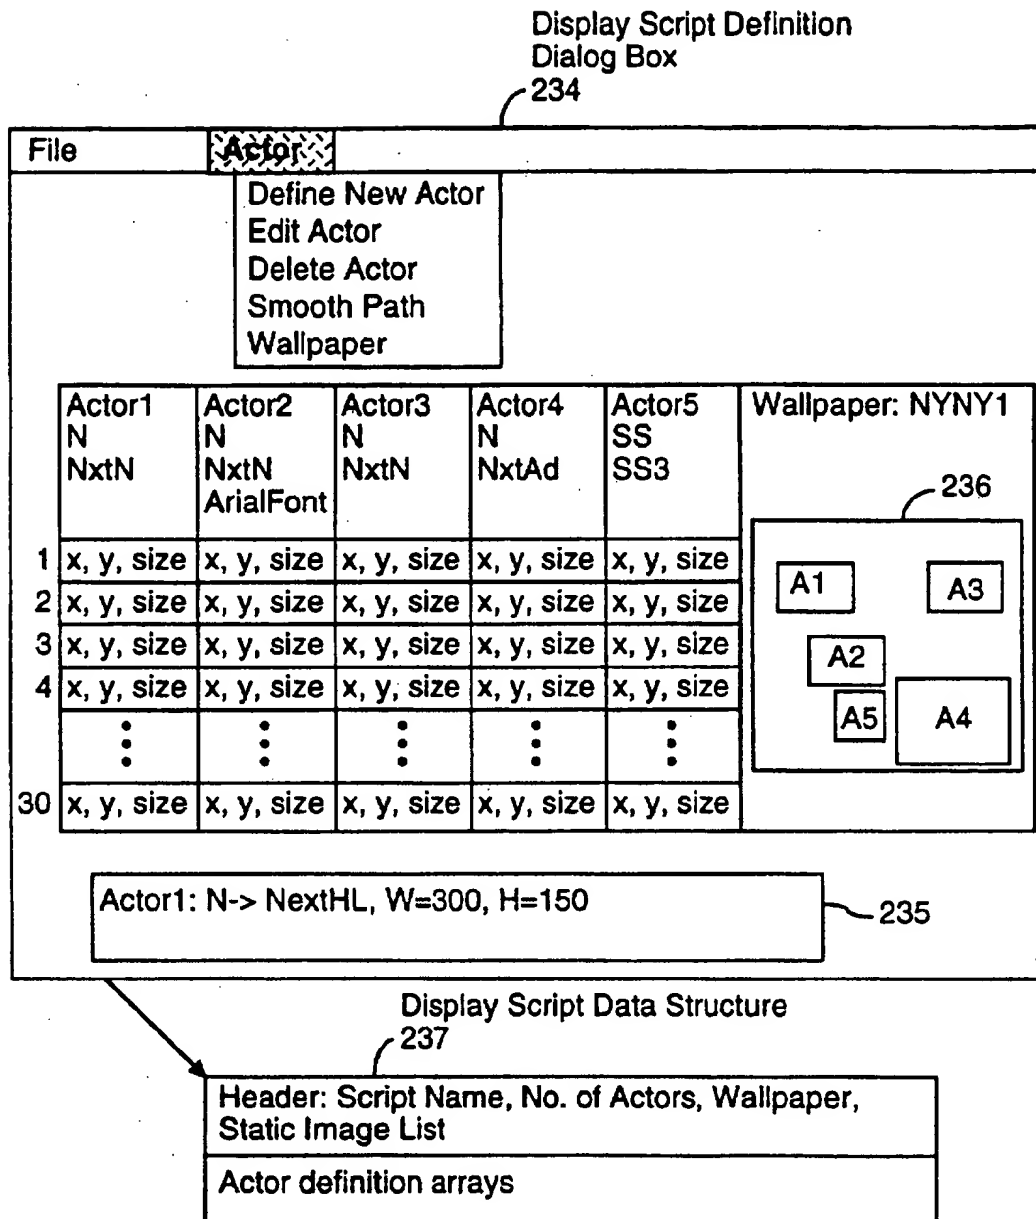 Display Script Definition
Dialog Box
234
File Actor
Define New Actor
Edit Actor
Delete Actor
Smooth Path
Wallpaper
Actor1 Actor2 Actor3 Actor4 Actor5 Wallpaper: NYNY1
N N N N SS
NxtN NxtN NxtN NxtAd SS3
ArialFont
236
1 x, y, size x, y, size x, y, size x, y, size x, y, size
2 x, y, size x, y, size x, y, size x, y, size x, y, size
3 x, y, size x, y, size x, y, size x, y, size x, y, size
4 x, y, size x, y, size x, y, size x, y, size x, y, size
30 x, y, size x, y, size x, y, size x, y, size x, y, size
A1 A3
A2
A5 A4
Actor1: N-> NextHL, W=300, H=150
235
Display Script Data Structure
237
Header: Script Name, No. of Actors, Wallpaper,
Static Image List
Actor definition arrays